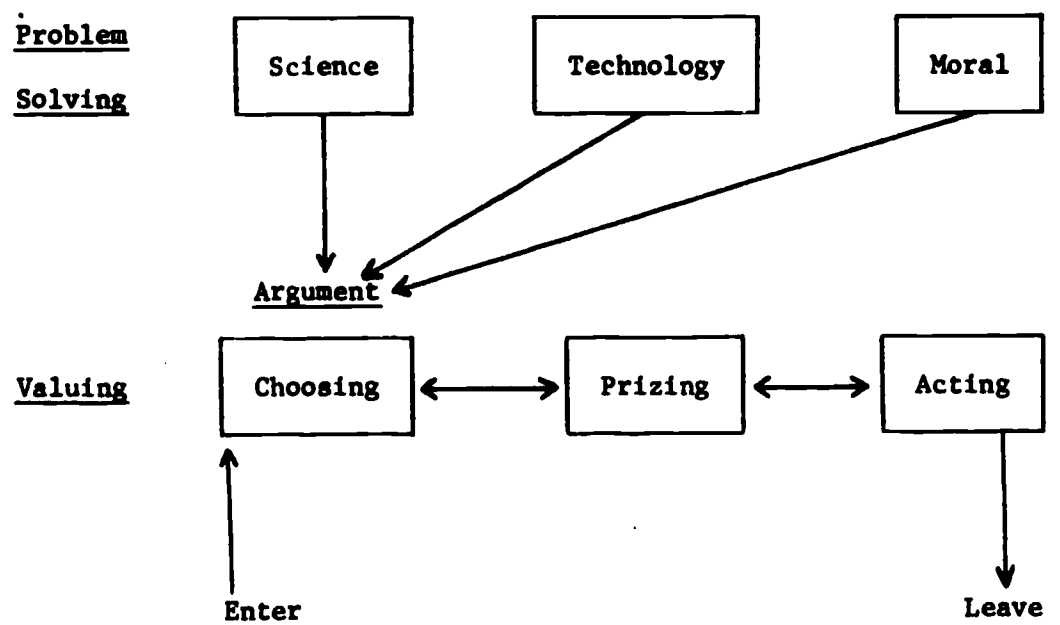 Problem
Solving
Science
Technology
Moral
Argument
Valuing
Choosing
Prizing
Acting
Enter
Leave